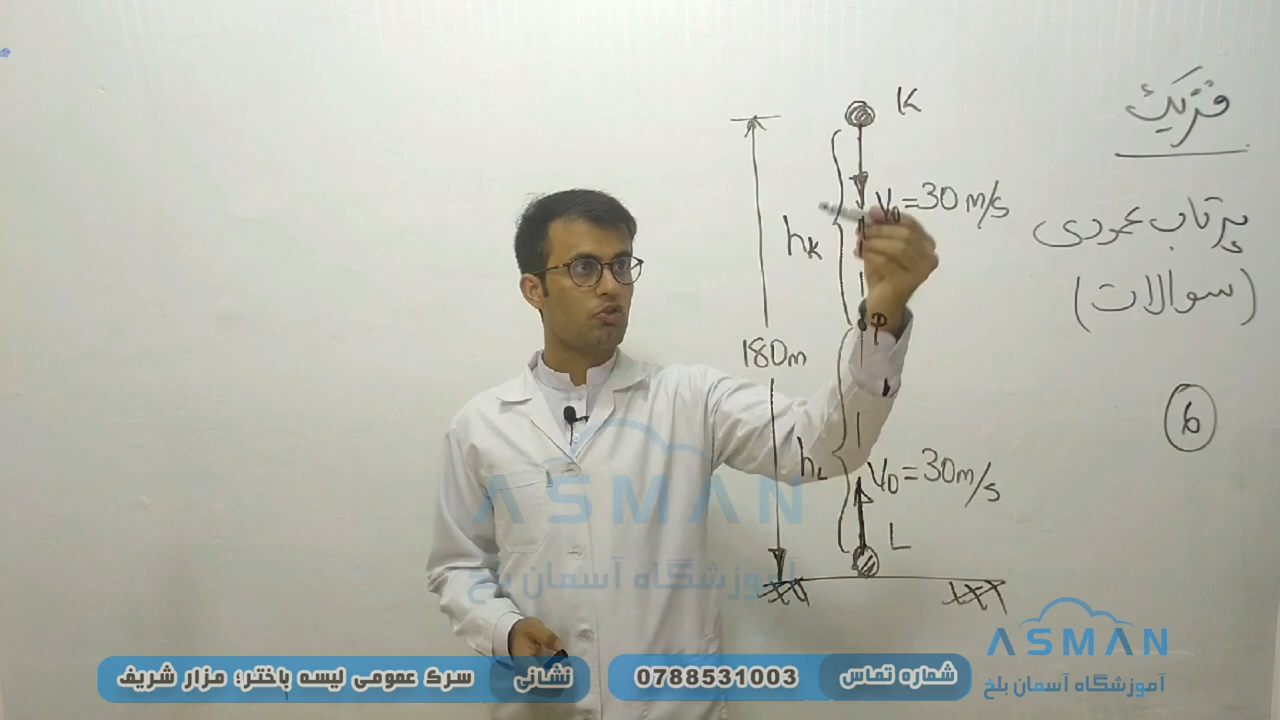 فزیک
پرتاب عمودی
(سوالات)
6
K
V₀=30m/s
hK
P
180m
hL
V₀=30m/s
L
ASMAN
آموزشگاه آسمان بلخ
ASMAN
آموزشگاه آسمان بلخ
شماره تماس 0788531003
نشانی سرک عمومی لیسه باختر؛ مزار شریف